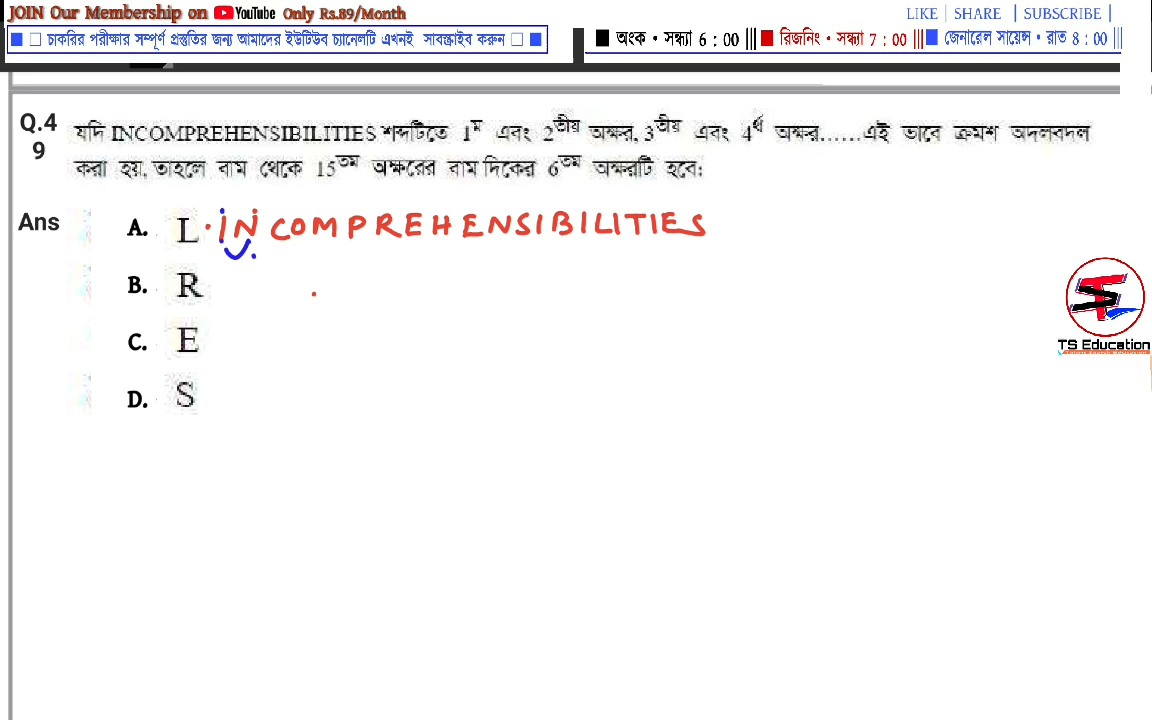 JOIN Our Membership on YouTube Only Rs.89/Month
LIKE | SHARE | SUBSCRIBE |
■ □ চাকরির পরীক্ষার সম্পূর্ণ প্রস্তুতির জন্য আমাদের ইউটিউব চ্যানেলটি এখনই সাবস্ক্রাইব করুন □ ■
■ অংক • সন্ধ্যা 6 : 00 ||| ■ রিজনিং • সন্ধ্যা 7 : 00 ||| ■ জেনারেল সায়েন্স • রাত 8 : 00 |||
Q.49 যদি INCOMPREHENSIBILITIES শব্দটিতে 1ম এবং 2তীয় অক্ষর, 3তীয় এবং 4র্থ অক্ষর......এই ভাবে ক্রমশ অদলবদল
করা হয়, তাহলে বাম থেকে 15তম অক্ষরের বাম দিকের 6তম অক্ষরটি হবে:
Ans A. L INCOMPREHENSIBILITIES
B. R
C. E
D. S
TS Education